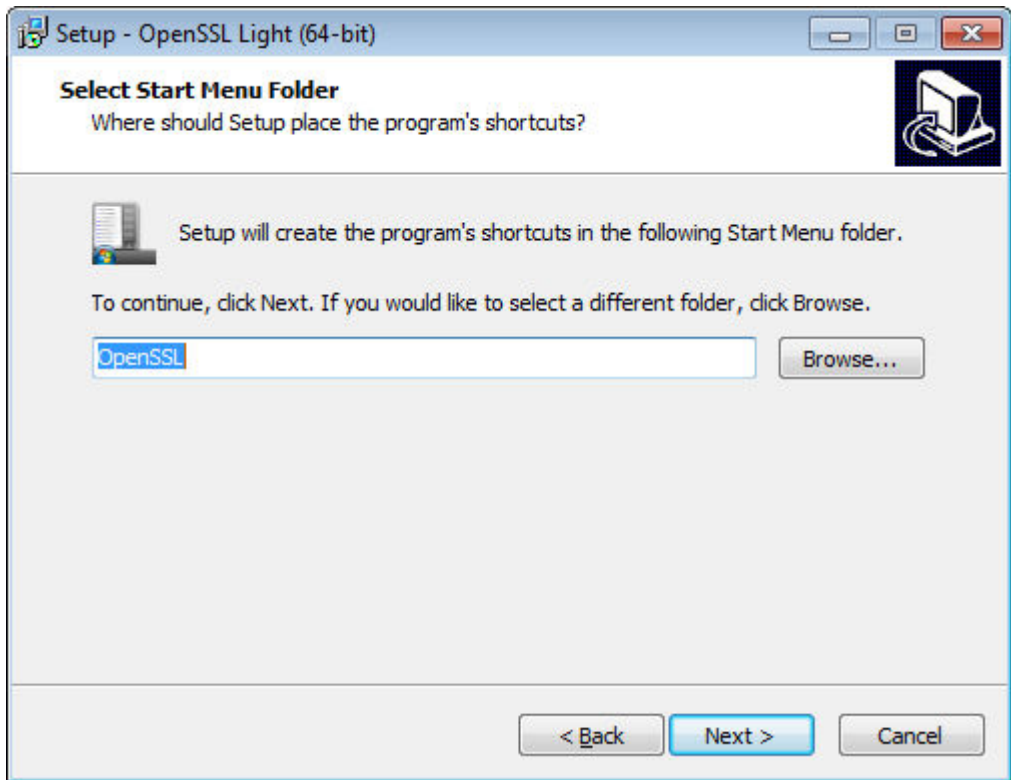 Setup - OpenSSL Light (64-bit)
Select Start Menu Folder
Where should Setup place the program's shortcuts?
Setup will create the program's shortcuts in the following Start Menu folder.
To continue, click Next. If you would like to select a different folder, click Browse.
OpenSSL
Browse...
< Back
Next >
Cancel